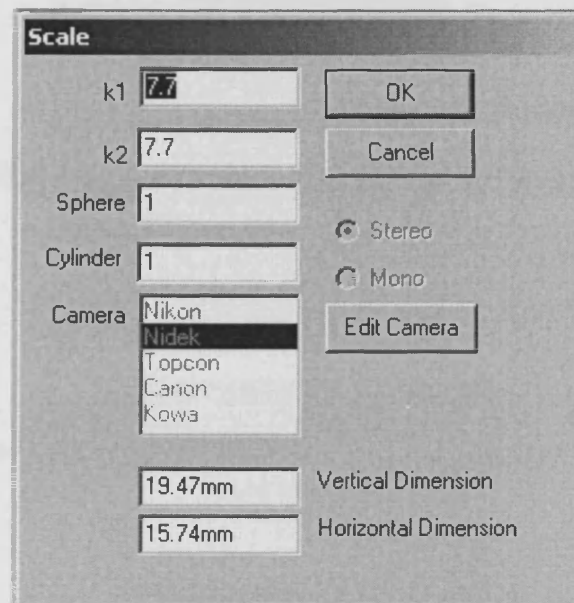 Scale
k1 7.7
OK
k2 7.7
Cancel
Sphere 1
Stereo
Cylinder 1
Mono
Camera
Nikon
Nidek
Topcon
Canon
Kowa
Edit Camera
19.47mm Vertical Dimension
15.74mm Horizontal Dimension